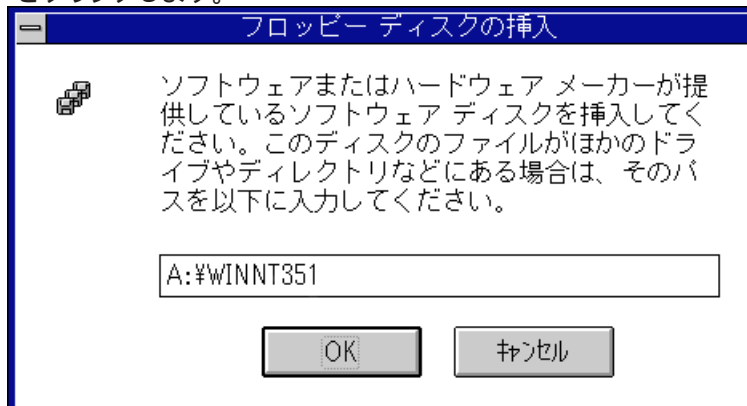 をクリックします。
フロッピー ディスクの挿入
ソフトウェアまたはハードウェア メーカーが提
供しているソフトウェア ディスクを挿入してく
ださい。このディスクのファイルがほかのドラ
イブやディレクトリなどにある場合は、そのパ
スを以下に入力してください。
A:¥WINNT351
OK ｷｬﾝｾﾙ